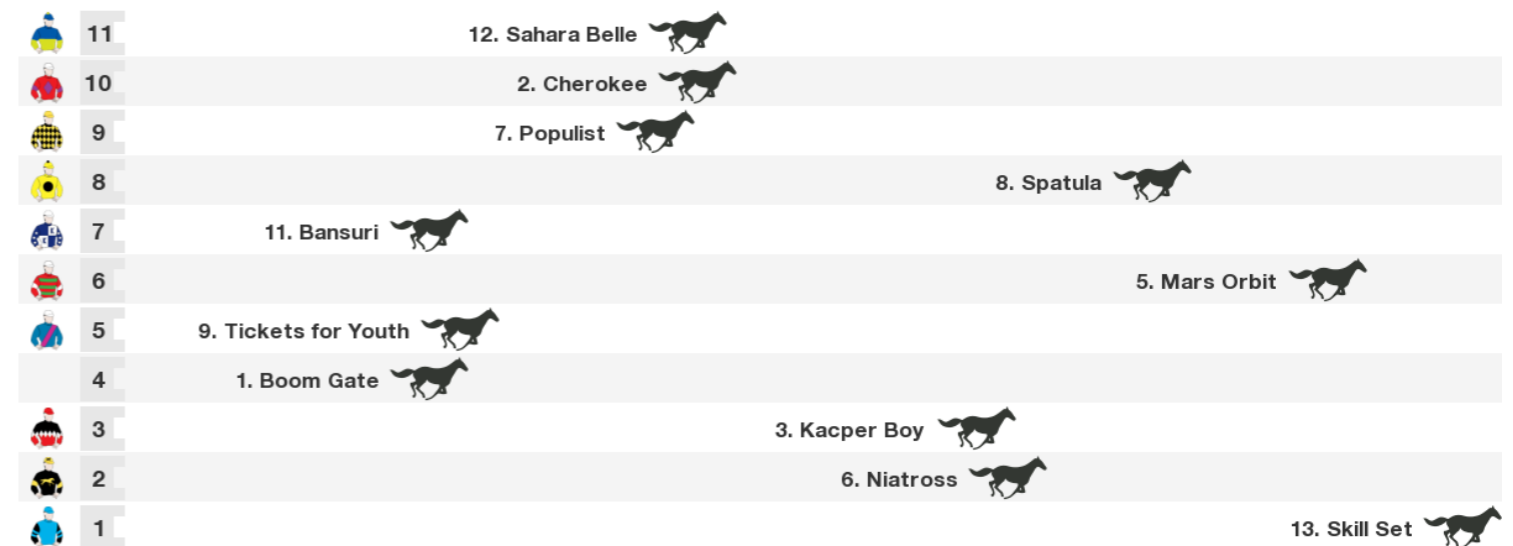 11 12. Sahara Belle
10 2. Cherokee
9 7. Populist
8 8. Spatula
7 11. Bansuri
6 5. Mars Orbit
5 9. Tickets for Youth
4 1. Boom Gate
3 3. Kacper Boy
2 6. Niatross
1 13. Skill Set